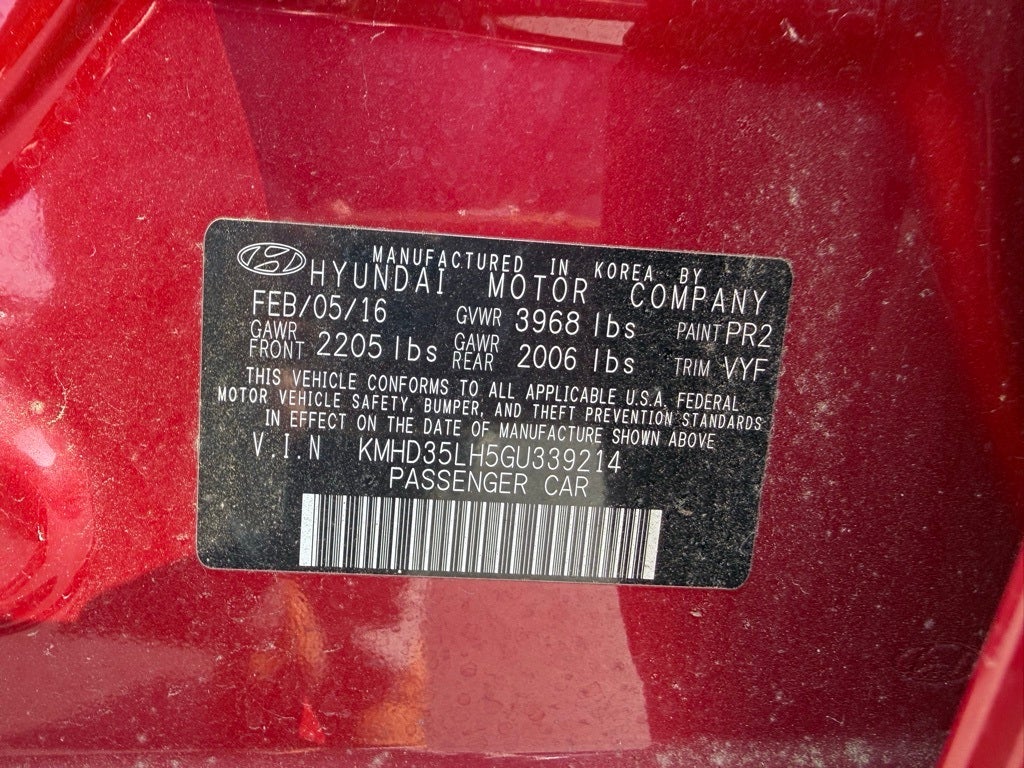 MANUFACTURED IN KOREA BY
HYUNDAI MOTOR COMPANY
FEB/05/16 GVWR 3968 lbs PAINT PR2
GAWR FRONT 2205 lbs GAWR REAR 2006 lbs TRIM VYF
THIS VEHICLE CONFORMS TO ALL APPLICABLE U.S.A. FEDERAL
MOTOR VEHICLE SAFETY, BUMPER, AND THEFT PREVENTION STANDARDS
IN EFFECT ON THE DATE OF MANUFACTURE SHOWN ABOVE
V.I.N KMHD35LH5GU339214
PASSENGER CAR